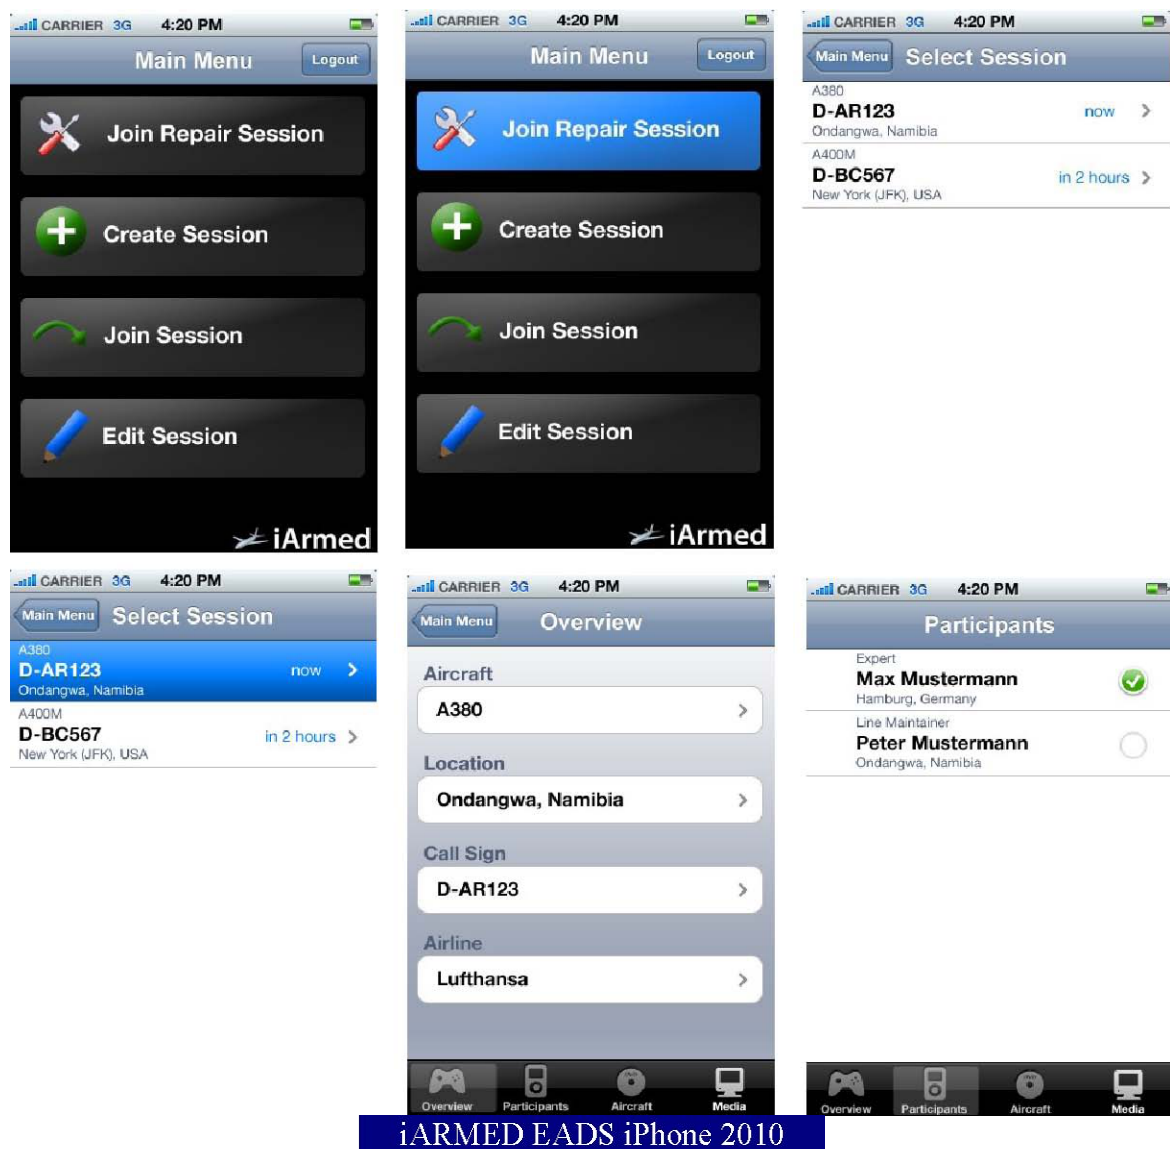 CARRIER 3G 4:20 PM
Main Menu Logout
Join Repair Session
Create Session
Join Session
Edit Session
iArmed
CARRIER 3G 4:20 PM
Main Menu Logout
Join Repair Session
Create Session
Join Session
Edit Session
iArmed
CARRIER 3G 4:20 PM
Main Menu Select Session
A380
D-AR123 now
Ondangwa, Namibia
A400M
D-BC567 in 2 hours
New York (JFK), USA
CARRIER 3G 4:20 PM
Main Menu Select Session
A380
D-AR123 now
Ondangwa, Namibia
A400M
D-BC567 in 2 hours
New York (JFK), USA
CARRIER 3G 4:20 PM
Main Menu Overview
Aircraft
A380
Location
Ondangwa, Namibia
Call Sign
D-AR123
Airline
Lufthansa
Overview Participants Aircraft Media
CARRIER 3G 4:20 PM
Participants
Expert
Max Mustermann
Hamburg, Germany
Line Maintainer
Peter Mustermann
Ondangwa, Namibia
Overview Participants Aircraft Media
iARMED EADS iPhone 2010